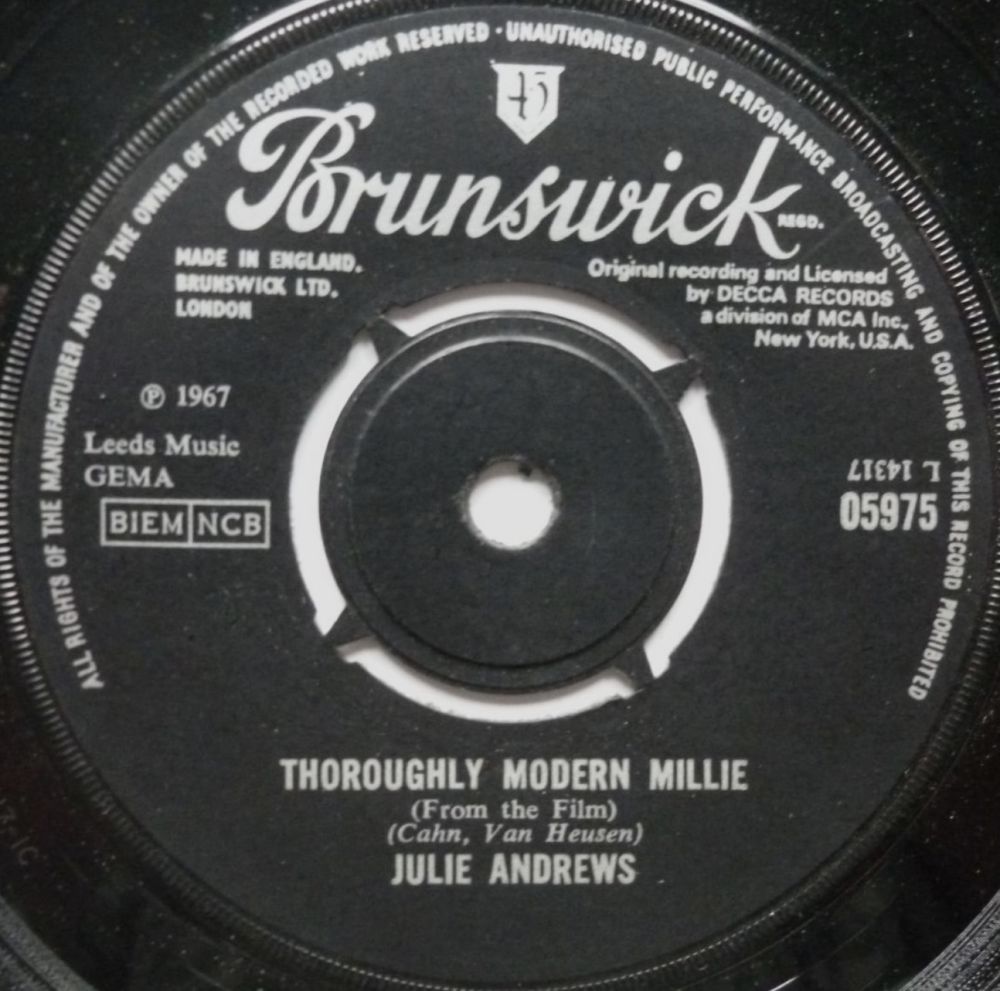 ALL RIGHTS OF THE MANUFACTURER AND OF THE OWNER OF THE RECORDED WORK RESERVED · UNAUTHORISED PUBLIC PERFORMANCE BROADCASTING AND COPYING OF THIS RECORD PROHIBITED
45
Brunswick REGD.
MADE IN ENGLAND.
BRUNSWICK LTD.
LONDON
Original recording and Licensed
by DECCA RECORDS
a division of MCA Inc.,
New York, U.S.A.
℗ 1967
Leeds Music
GEMA
BIEM NCB
L 14317
05975
THOROUGHLY MODERN MILLIE
(From the Film)
(Cahn, Van Heusen)
JULIE ANDREWS